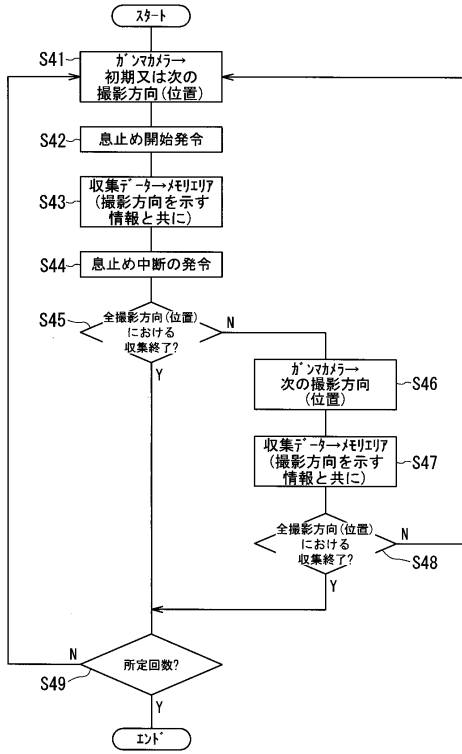 ｽﾀｰﾄ
S41
ｶﾞﾝﾏｶﾒﾗ→
初期又は次の
撮影方向(位置)
S42
息止め開始発令
S43
収集ﾃﾞｰﾀ→ﾒﾓﾘｴﾘｱ
(撮影方向を示す
情報と共に)
S44
息止め中断の発令
S45
全撮影方向(位置)
における
収集終了?
N
Y
ｶﾞﾝﾏｶﾒﾗ→
次の撮影方向
(位置)
S46
収集ﾃﾞｰﾀ→ﾒﾓﾘｴﾘｱ
(撮影方向を示す
情報と共に)
S47
全撮影方向(位置)
における
収集終了?
N
S48
Y
N
所定回数?
S49
Y
ｴﾝﾄﾞ